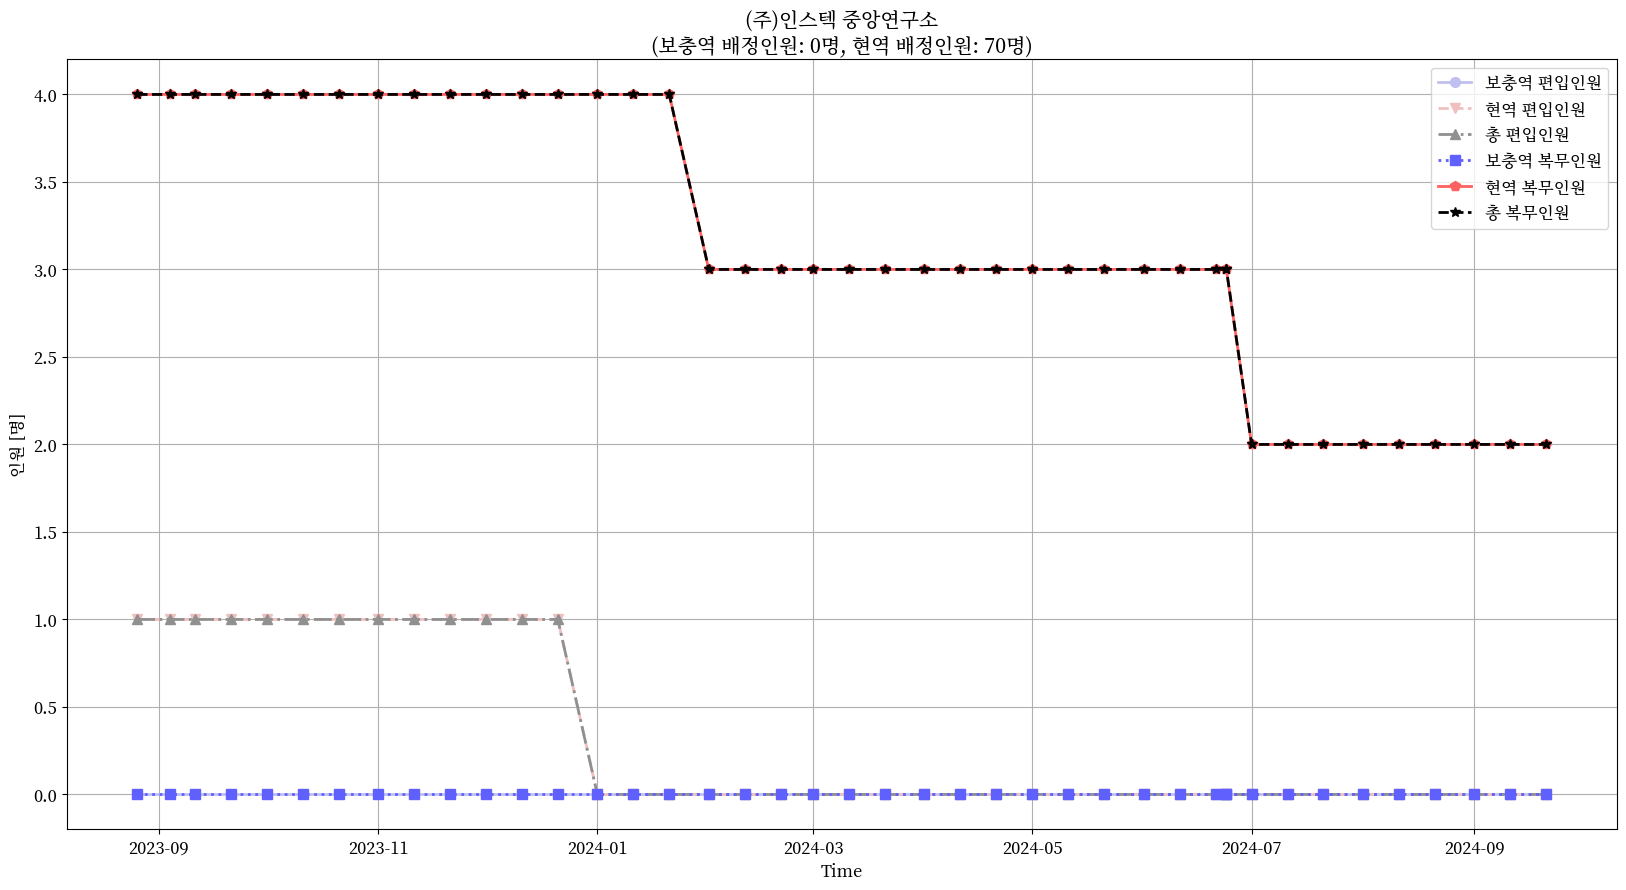 (주)인스텍 중앙연구소
(보충역 배정인원: 0명, 현역 배정인원: 70명)
보충역 편입인원
현역 편입인원
총 편입인원
보충역 복무인원
현역 복무인원
총 복무인원
4.0
3.5
3.0
2.5
2.0
1.5
1.0
0.5
0.0
인원 [명]
2023-09 2023-11 2024-01 2024-03 2024-05 2024-07 2024-09
Time